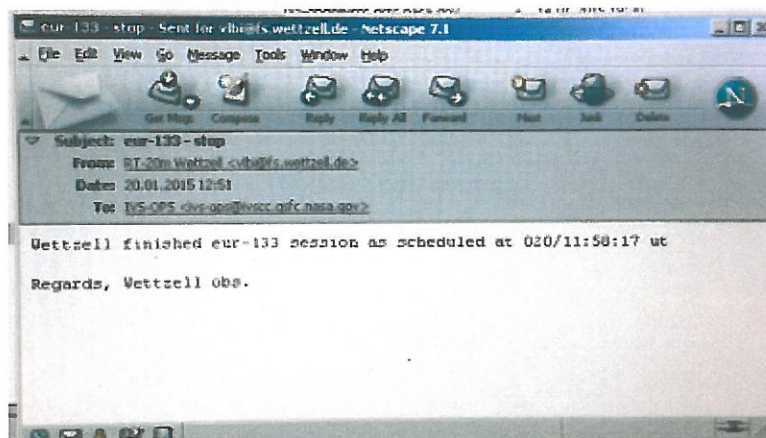 eur-133 - stop - Sent for vlbi@fs.wettzell.de - Netscape 7.1
File Edit View Go Message Tools Window Help
Get Msgs Compose Reply Reply All Forward Next Junk Delete
Subject: eur-133 - stop
From: RT-20m Wettzell <vlbi@fs.wettzell.de>
Date: 20.01.2015 12:51
To: IVS-OPS <ivs-ops@ivscc.gsfc.nasa.gov>
Wettzell finished eur-133 session as scheduled at 020/11:58:17 ut
Regards, Wettzell obs.